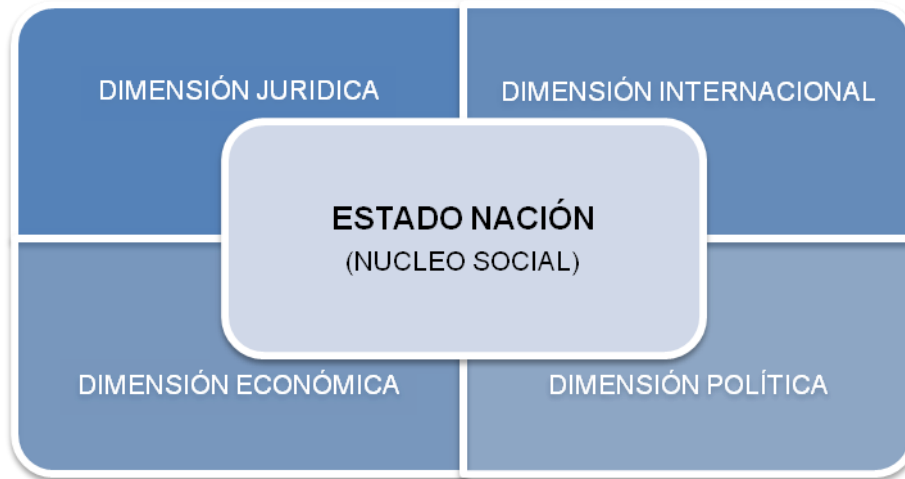 DIMENSIÓN JURIDICA
DIMENSIÓN INTERNACIONAL
ESTADO NACIÓN
(NUCLEO SOCIAL)
DIMENSIÓN ECONÓMICA
DIMENSIÓN POLÍTICA